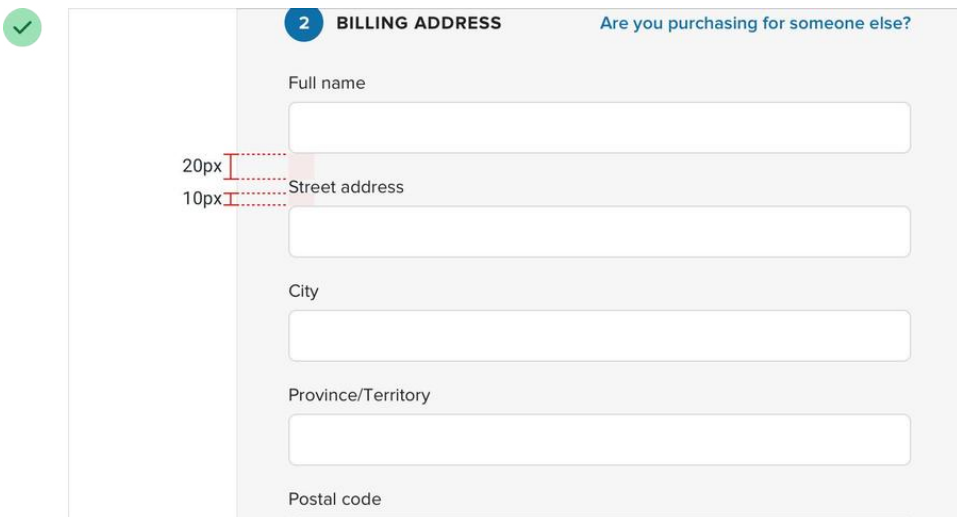 2 BILLING ADDRESS Are you purchasing for someone else?
Full name
20px
Street address
10px
City
Province/Territory
Postal code